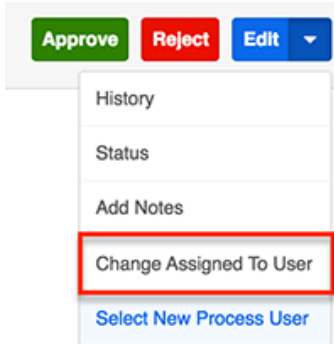 Approve Reject Edit
History
Status
Add Notes
Change Assigned To User
Select New Process User